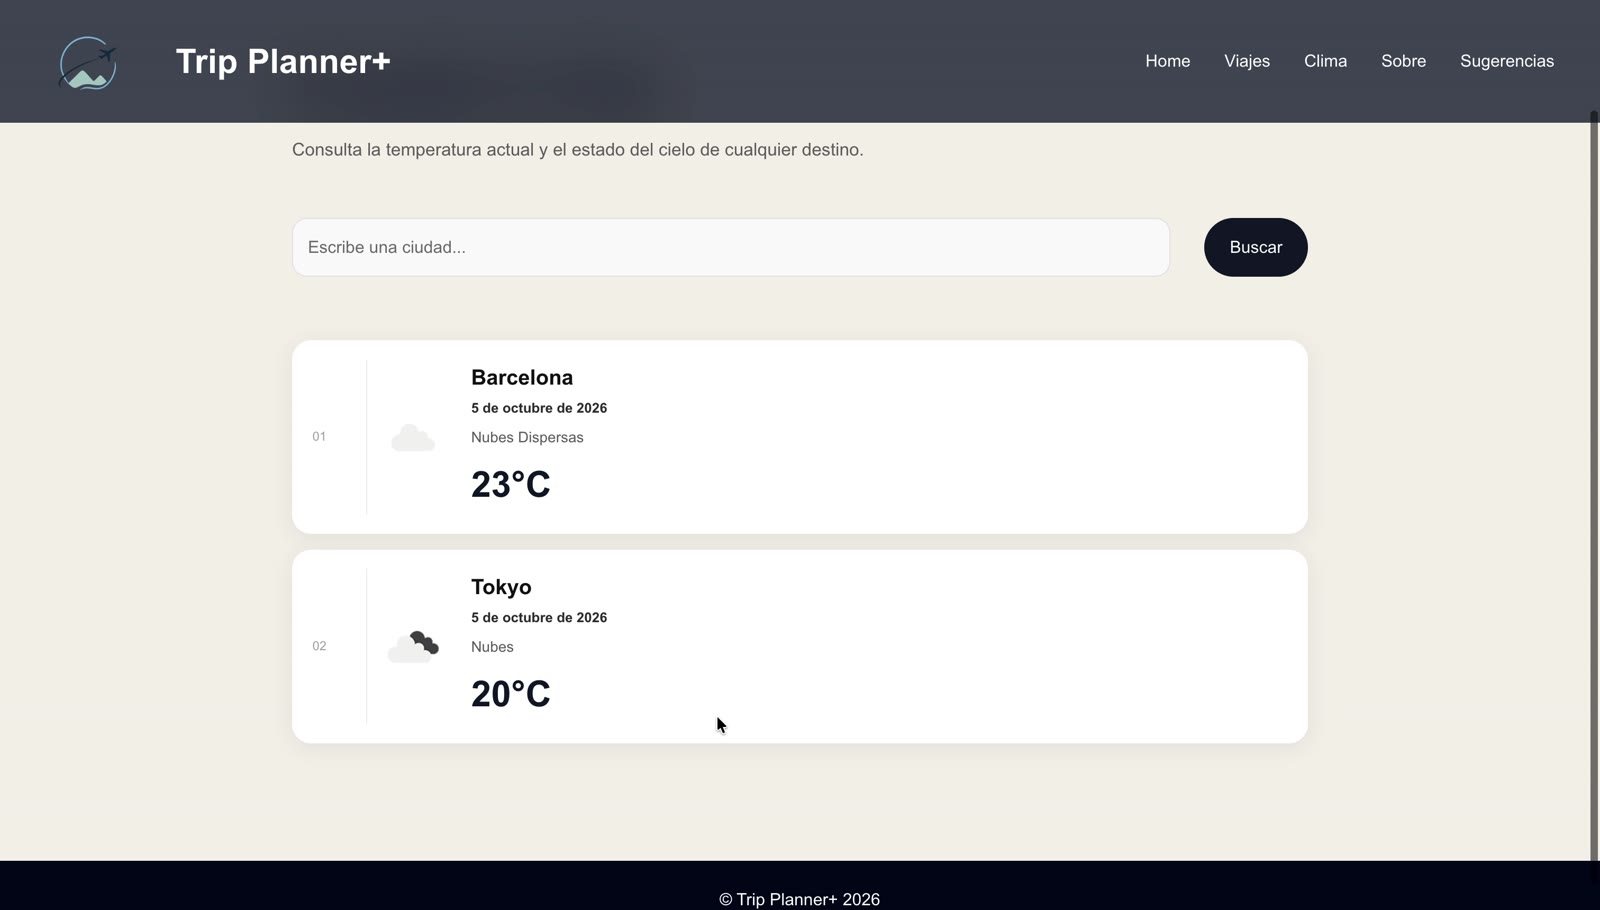 Trip Planner+
Home Viajes Clima Sobre Sugerencias
Consulta la temperatura actual y el estado del cielo de cualquier destino.
Escribe una ciudad...
Buscar
01
Barcelona
5 de octubre de 2026
Nubes Dispersas
23°C
02
Tokyo
5 de octubre de 2026
Nubes
20°C
© Trip Planner+ 2026